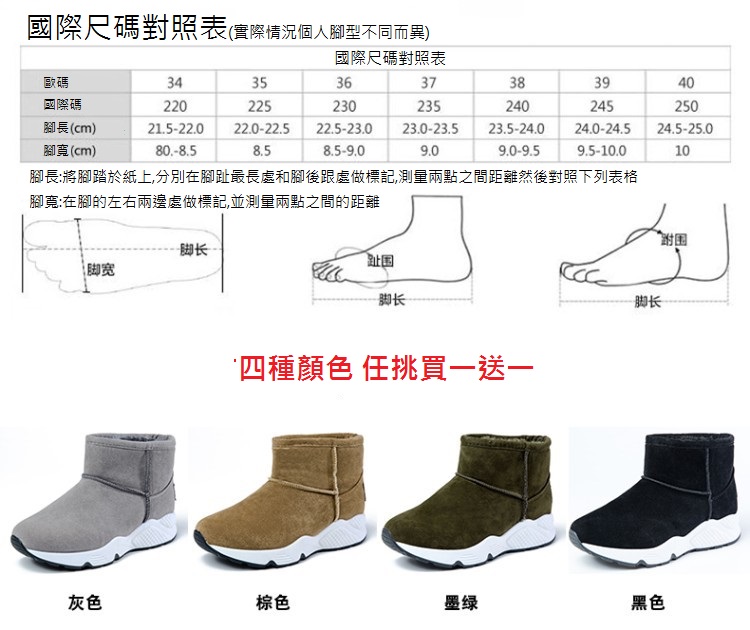 國際尺碼對照表(實際情況個人腳型不同而異)
國際尺碼對照表
歐碼 34 35 36 37 38 39 40
國際碼 220 225 230 235 240 245 250
腳長(cm) 21.5-22.0 22.0-22.5 22.5-23.0 23.0-23.5 23.5-24.0 24.0-24.5 24.5-25.0
腳寬(cm) 80.-8.5 8.5 8.5-9.0 9.0 9.0-9.5 9.5-10.0 10
腳長:將腳踏於紙上,分別在腳趾最長處和腳後跟處做標記,測量兩點之間距離然後對照下列表格
腳寬:在腳的左右兩邊處做標記,並測量兩點之間的距離
脚长
脚宽
趾围
脚长
跗围
脚长
四種顏色 任挑買一送一
灰色 棕色 墨绿 黑色